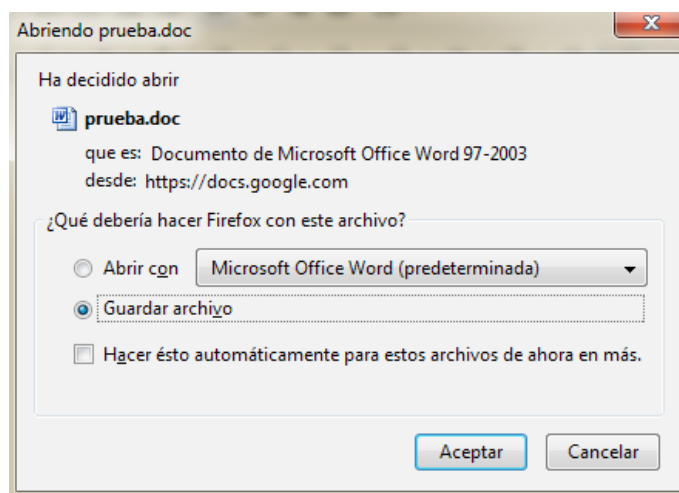 Abriendo prueba.doc
Ha decidido abrir
prueba.doc
que es: Documento de Microsoft Office Word 97-2003
desde: https://docs.google.com
¿Qué debería hacer Firefox con este archivo?
Abrir con Microsoft Office Word (predeterminada)
Guardar archivo
Hacer ésto automáticamente para estos archivos de ahora en más.
Aceptar Cancelar